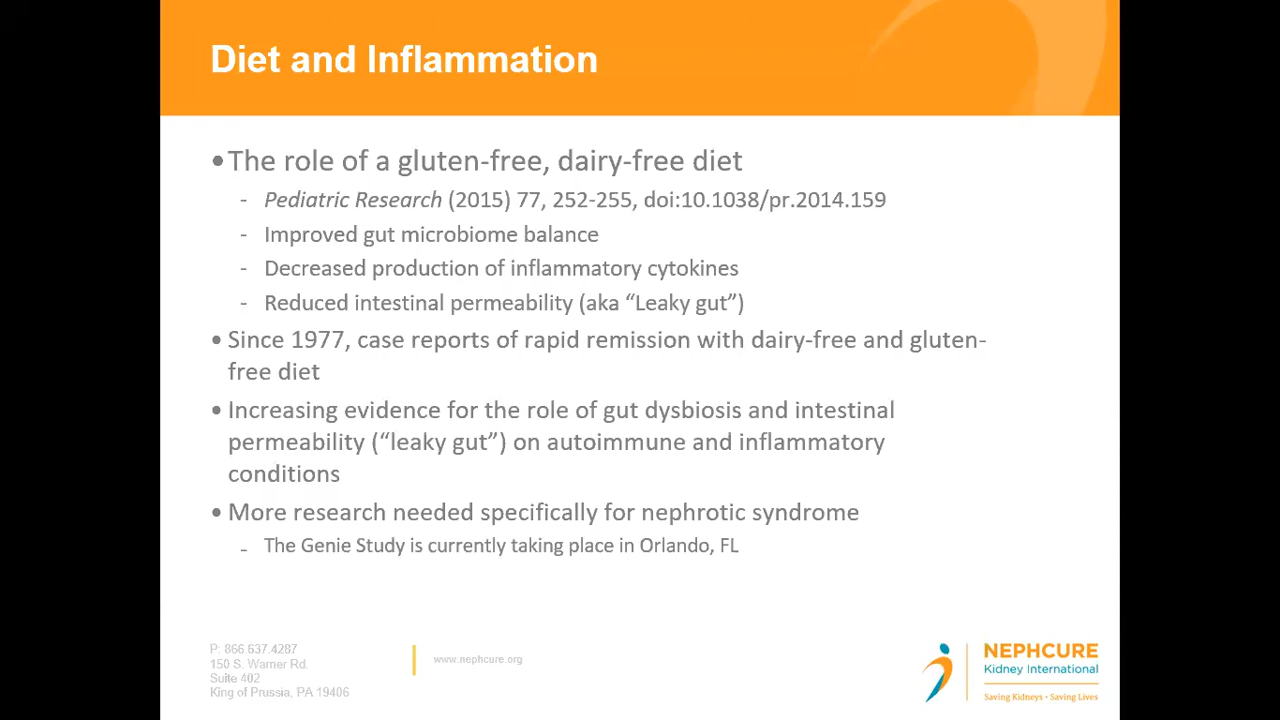 Diet and Inflammation
•The role of a gluten-free, dairy-free diet
- Pediatric Research (2015) 77, 252-255, doi:10.1038/pr.2014.159
- Improved gut microbiome balance
- Decreased production of inflammatory cytokines
- Reduced intestinal permeability (aka “Leaky gut”)
• Since 1977, case reports of rapid remission with dairy-free and gluten-
free diet
• Increasing evidence for the role of gut dysbiosis and intestinal
permeability (“leaky gut”) on autoimmune and inflammatory
conditions
• More research needed specifically for nephrotic syndrome
- The Genie Study is currently taking place in Orlando, FL
P: 866.637.4287
150 S. Warner Rd.
Suite 402
King of Prussia, PA 19406
www.nephcure.org
NEPHCURE
Kidney International
Saving Kidneys • Saving Lives